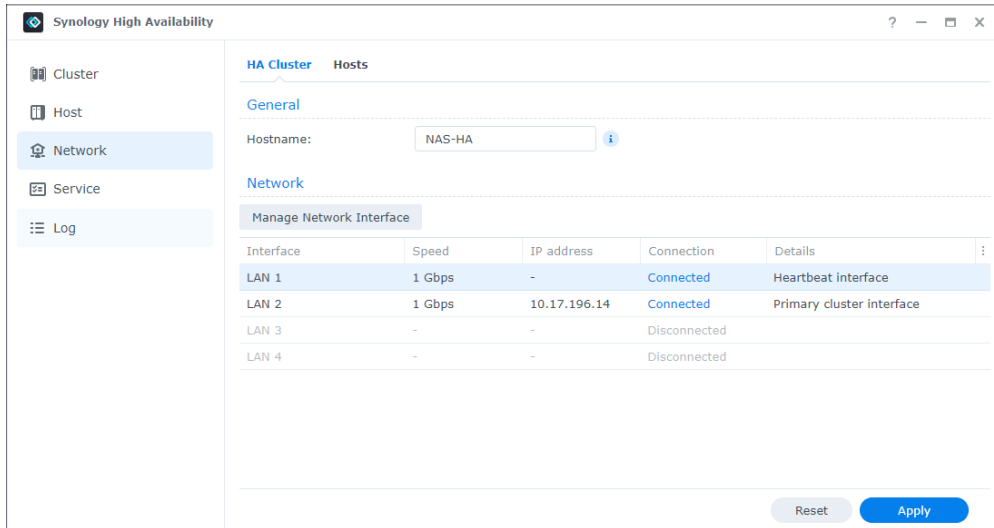 Synology High Availability
?
Cluster
Host
Network
Service
Log
HA Cluster Hosts
General
Hostname: NAS-HA i
Network
Manage Network Interface
Interface Speed IP address Connection Details
LAN 1 1 Gbps - Connected Heartbeat interface
LAN 2 1 Gbps 10.17.196.14 Connected Primary cluster interface
LAN 3 - - Disconnected
LAN 4 - - Disconnected
Reset Apply